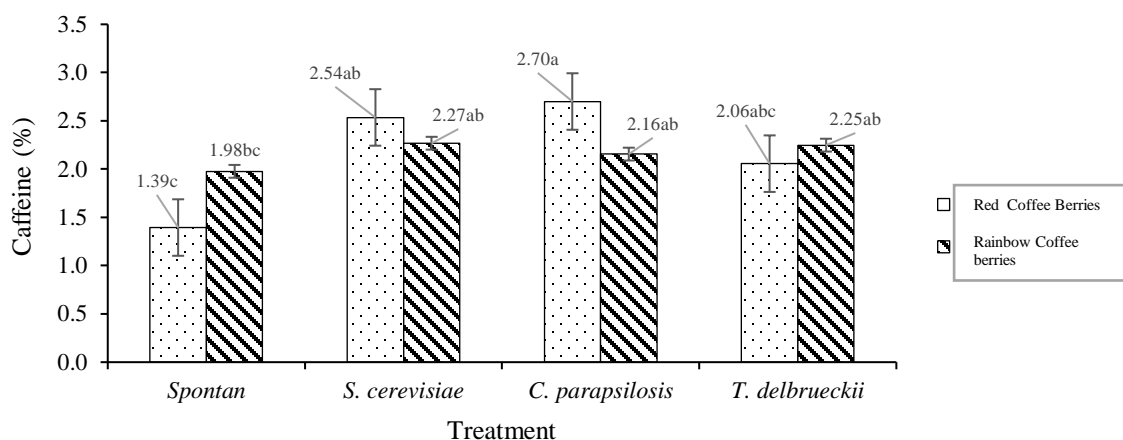 3.5
3.0
2.5
2.0
1.5
1.0
0.5
0.0
Caffeine (%)
1.39c
1.98bc
2.54ab
2.27ab
2.70a
2.16ab
2.06abc
2.25ab
Spontan
S. cerevisiae
C. parapsilosis
T. delbrueckii
Treatment
Red Coffee Berries
Rainbow Coffee
berries